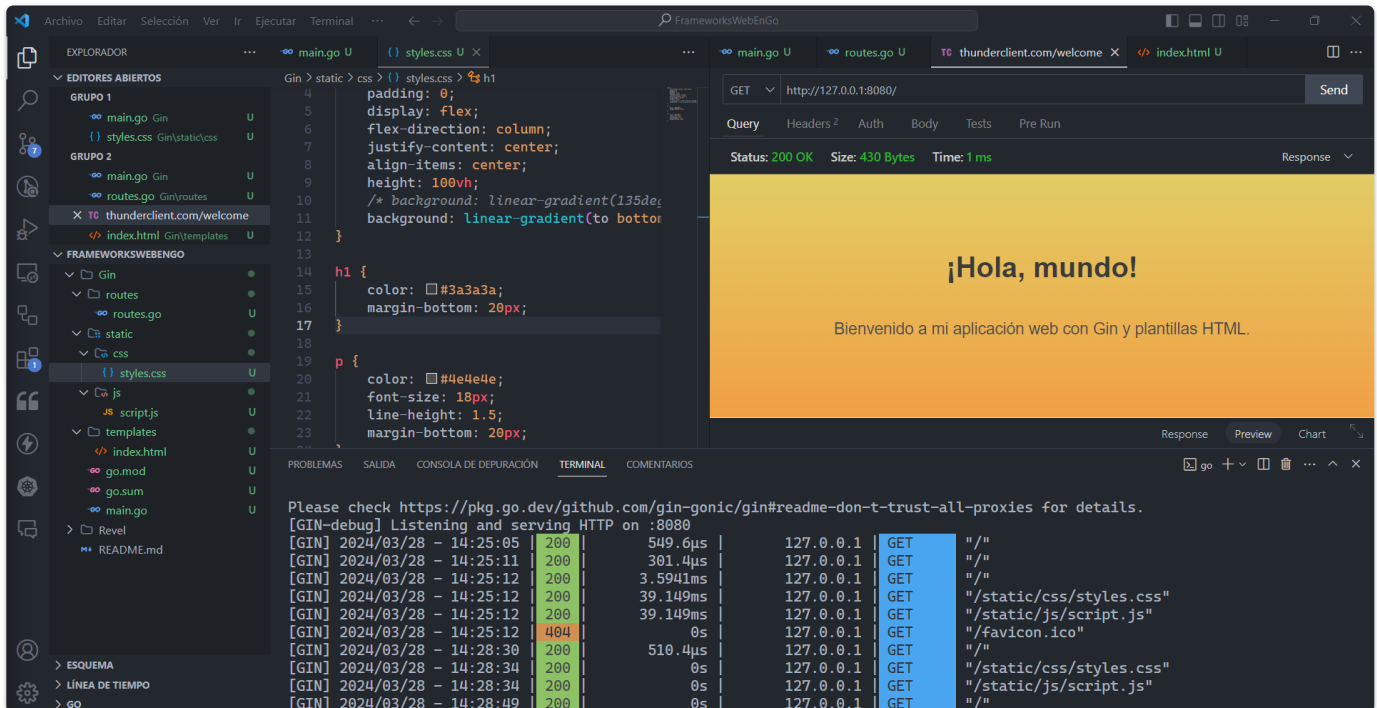 Archivo Editar Selección Ver Ir Ejecutar Terminal ··· FrameworksWebEnGo
EXPLORADOR ···
EDITORES ABIERTOS
GRUPO 1
main.go Gin U
styles.css Gin\static\css U
GRUPO 2
main.go Gin U
routes.go Gin\routes U
TC thunderclient.com/welcome
index.html Gin\templates U
FRAMEWORKSWEBENGO
Gin
routes
routes.go U
static
css
{ } styles.css U
js
JS script.js U
templates
</> index.html U
go.mod U
go.sum U
main.go U
Revel
README.md
ESQUEMA
LÍNEA DE TIEMPO
GO
7
1
main.go U { } styles.css U ···
Gin > static > css > { } styles.css > h1
4 padding: 0;
5 display: flex;
6 flex-direction: column;
7 justify-content: center;
8 align-items: center;
9 height: 100vh;
10 /* background: linear-gradient(135deg
11 background: linear-gradient(to bottom
12 }
13
14 h1 {
15 color: #3a3a3a;
16 margin-bottom: 20px;
17 }
18
19 p {
20 color: #4e4e4e;
21 font-size: 18px;
22 line-height: 1.5;
23 margin-bottom: 20px;
main.go U routes.go U TC thunderclient.com/welcome </> index.html U ···
GET http://127.0.0.1:8080/ Send
Query Headers 2 Auth Body Tests Pre Run
Status: 200 OK Size: 430 Bytes Time: 1 ms Response
¡Hola, mundo!
Bienvenido a mi aplicación web con Gin y plantillas HTML.
Response Preview Chart
PROBLEMAS SALIDA CONSOLA DE DEPURACIÓN TERMINAL COMENTARIOS go ···
Please check https://pkg.go.dev/github.com/gin-gonic/gin#readme-don-t-trust-all-proxies for details.
[GIN-debug] Listening and serving HTTP on :8080
[GIN] 2024/03/28 - 14:25:05 | 200 | 549.6µs | 127.0.0.1 | GET "/"
[GIN] 2024/03/28 - 14:25:11 | 200 | 301.4µs | 127.0.0.1 | GET "/"
[GIN] 2024/03/28 - 14:25:12 | 200 | 3.5941ms | 127.0.0.1 | GET "/"
[GIN] 2024/03/28 - 14:25:12 | 200 | 39.149ms | 127.0.0.1 | GET "/static/css/styles.css"
[GIN] 2024/03/28 - 14:25:12 | 200 | 39.149ms | 127.0.0.1 | GET "/static/js/script.js"
[GIN] 2024/03/28 - 14:25:12 | 404 | 0s | 127.0.0.1 | GET "/favicon.ico"
[GIN] 2024/03/28 - 14:28:30 | 200 | 510.4µs | 127.0.0.1 | GET "/"
[GIN] 2024/03/28 - 14:28:34 | 200 | 0s | 127.0.0.1 | GET "/static/css/styles.css"
[GIN] 2024/03/28 - 14:28:34 | 200 | 0s | 127.0.0.1 | GET "/static/js/script.js"
[GIN] 2024/03/28 - 14:28:49 | 200 | 0s | 127.0.0.1 | GET "/"